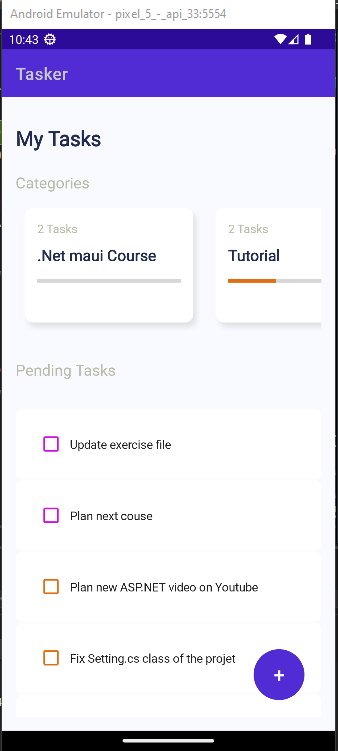 Android Emulator - pixel_5_-_api_33:5554
10:43
Tasker
My Tasks
Categories
2 Tasks
.Net maui Course
2 Tasks
Tutorial
Pending Tasks
Update exercise file
Plan next couse
Plan new ASP.NET video on Youtube
Fix Setting.cs class of the projet
+